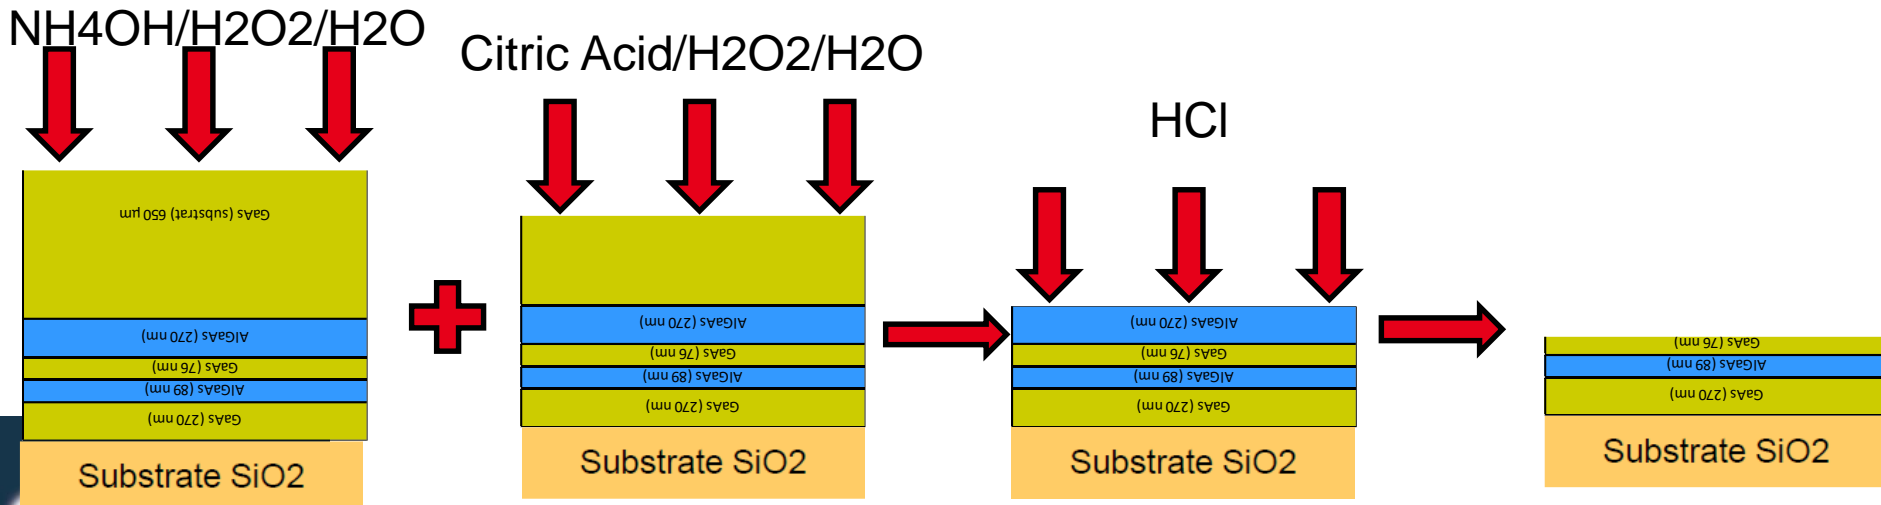 NH4OH/H2O2/H2O
GaAs (substrat) 650 µm
AlGaAs (270 nm)
GaAs (76 nm)
AlGaAs (89 nm)
GaAs (270 nm)
Substrate SiO2
Citric Acid/H2O2/H2O
AlGaAs (270 nm)
GaAs (76 nm)
AlGaAs (89 nm)
GaAs (270 nm)
Substrate SiO2
HCl
AlGaAs (270 nm)
GaAs (76 nm)
AlGaAs (89 nm)
GaAs (270 nm)
Substrate SiO2
GaAs (76 nm)
AlGaAs (89 nm)
GaAs (270 nm)
Substrate SiO2